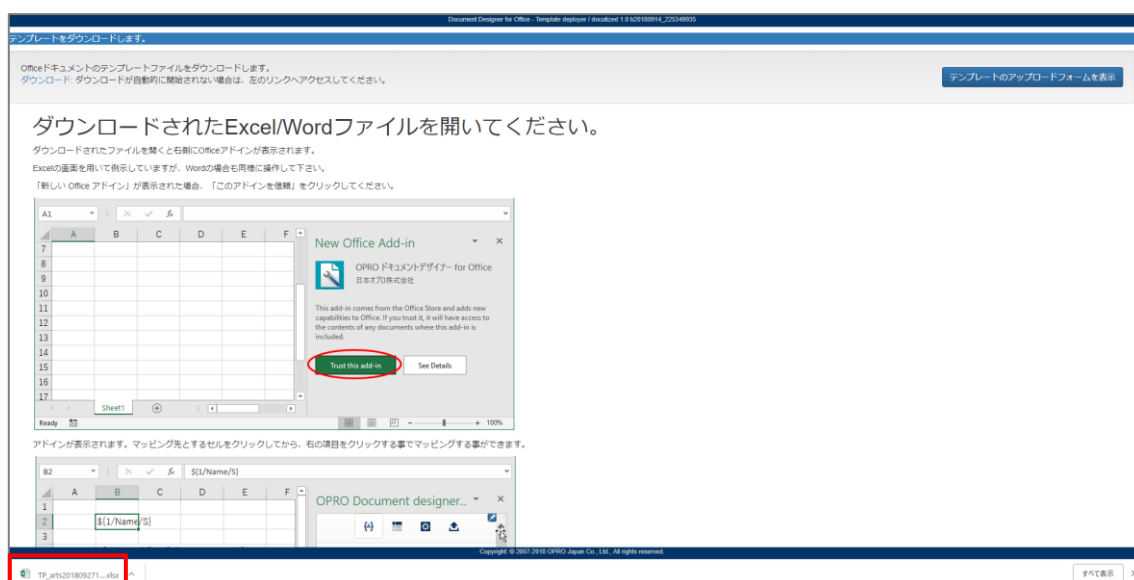 Document Designer for Office - Template deployer / docutized 1.0 b20180914_225349935
テンプレートをダウンロードします。
Officeドキュメントのテンプレートファイルをダウンロードします。
ダウンロード: ダウンロードが自動的に開始されない場合は、左のリンクへアクセスしてください。
テンプレートのアップロードフォームを表示
ダウンロードされたExcel/Wordファイルを開いてください。
ダウンロードされたファイルを開くと右側にOfficeアドインが表示されます。
Excelの画面を用いて例示していますが、Wordの場合も同様に操作して下さい。
「新しい Office アドイン」が表示された場合、「このアドインを信頼」をクリックしてください。
A1 fx
A B C D E F
7
8
9
10
11
12
13
14
15
16
17
New Office Add-in
OPRO ドキュメントデザイナー for Office
日本オプロ株式会社
This add-in comes from the Office Store and adds new
capabilities to Office. If you trust it, it will have access to
the contents of any documents where this add-in is
included.
Trust this add-in See Details
Sheet1
Ready 100%
アドインが表示されます。マッピング先とするセルをクリックしてから、右の項目をクリックする事でマッピングする事ができます。
B2 fx ${1/Name/S}
A B C D E F
1
2 ${1/Name/S}
3
OPRO Document designer..
Copyright © 2007-2018 OPRO Japan Co., Ltd., All rights reserved.
TP_arts201809271....xlsx
すべて表示